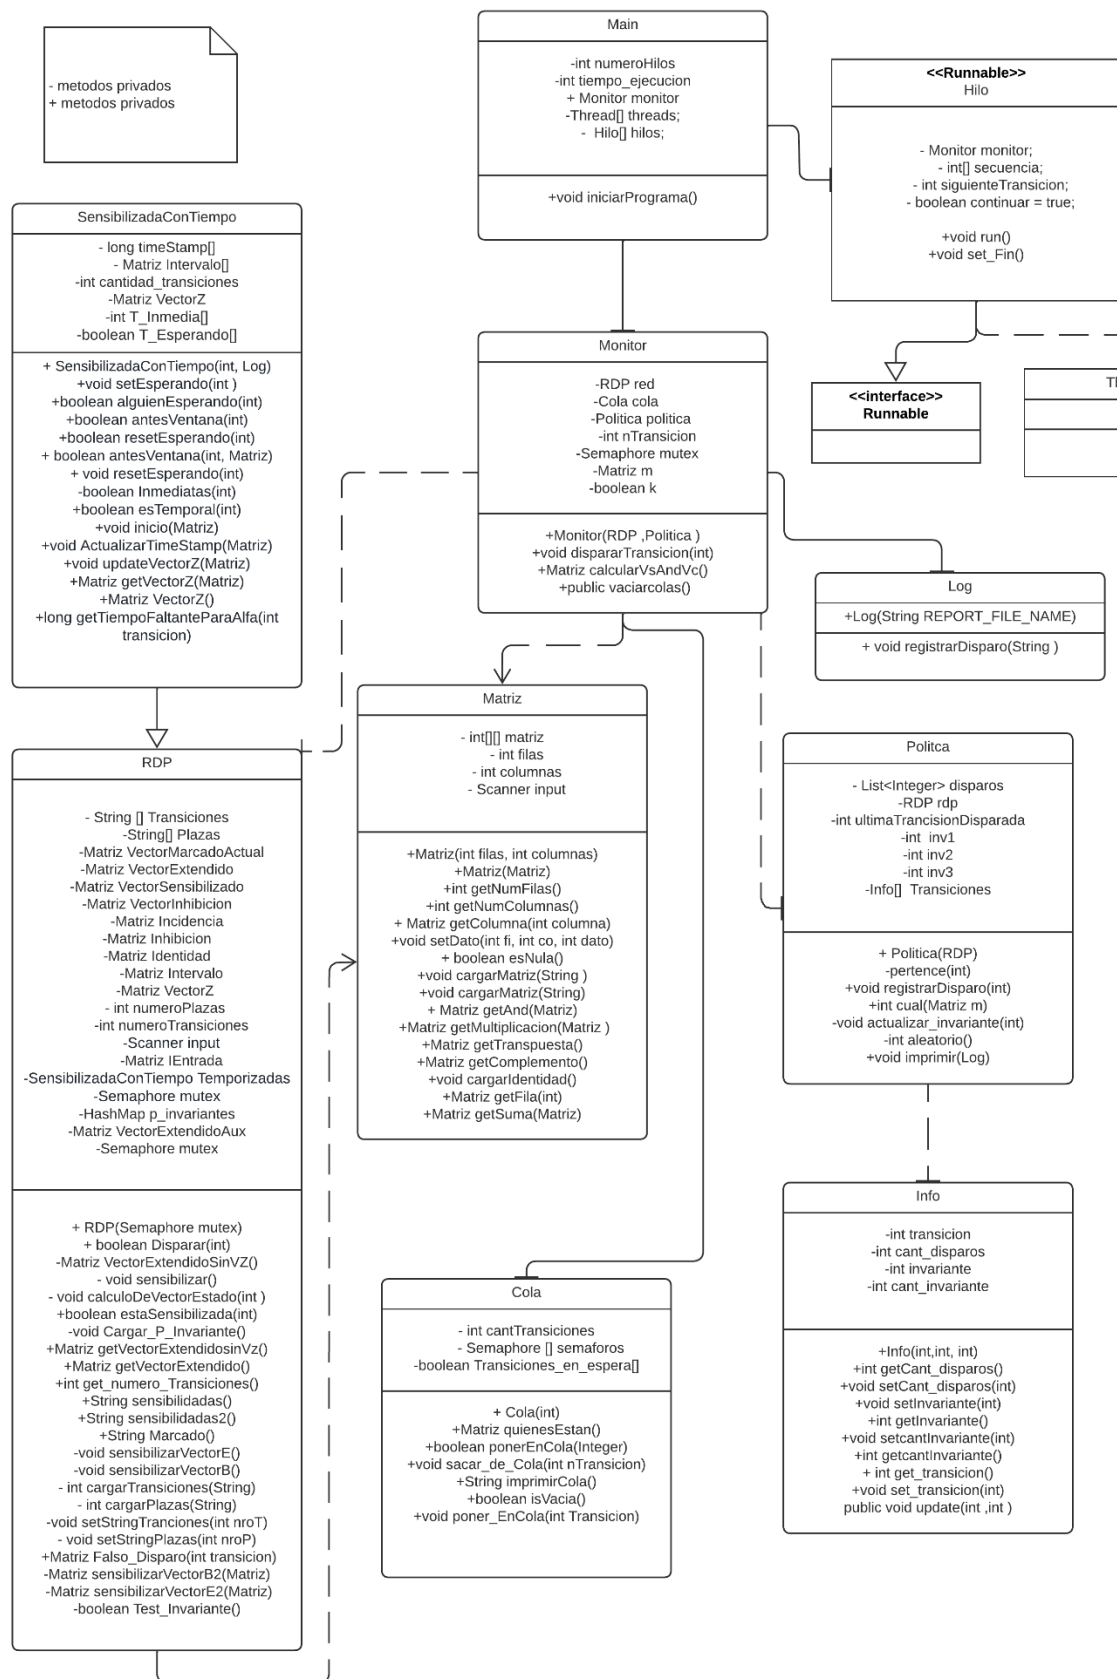 - metodos privados
+ metodos privados
Main
-int numeroHilos
-int tiempo_ejecucion
+ Monitor monitor
-Thread[] threads;
- Hilo[] hilos;
+void iniciarPrograma()
<<Runnable>>
Hilo
- Monitor monitor;
- int[] secuencia;
- int siguienteTransicion;
- boolean continuar = true;
+void run()
+void set_Fin()
SensibilizadaConTiempo
- long timeStamp[]
- Matriz Intervalo[]
-int cantidad_transiciones
-Matriz VectorZ
-int T_Inmedia[]
-boolean T_Esperando[]
+ SensibilizadaConTiempo(int, Log)
+void setEsperando(int )
+boolean alguienEsperando(int)
+boolean antesVentana(int)
+boolean resetEsperando(int)
+ boolean antesVentana(int, Matriz)
+ void resetEsperando(int)
-boolean Inmediatas(int)
+boolean esTemporal(int)
+void inicio(Matriz)
+void ActualizarTimeStamp(Matriz)
+void updateVectorZ(Matriz)
+Matriz getVectorZ(Matriz)
+Matriz VectorZ()
+long getTiempoFaltanteParaAlfa(int
transicion)
Monitor
-RDP red
-Cola cola
-Politica politica
-int nTransicion
-Semaphore mutex
-Matriz m
-boolean k
+Monitor(RDP ,Politica )
+void dispararTransicion(int)
+Matriz calcularVsAndVc()
+public vaciarcolas()
<<interface>>
Runnable
Log
+Log(String REPORT_FILE_NAME)
+ void registrarDisparo(String )
Matriz
- int[][] matriz
- int filas
- int columnas
- Scanner input
+Matriz(int filas, int columnas)
+Matriz(Matriz)
+int getNumFilas()
+int getNumColumnas()
+ Matriz getColumna(int columna)
+void setDato(int fi, int co, int dato)
+ boolean esNula()
+void cargarMatriz(String )
+void cargarMatriz(String)
+ Matriz getAnd(Matriz)
+Matriz getMultiplicacion(Matriz )
+Matriz getTranspuesta()
+Matriz getComplemento()
+void cargarIdentidad()
+Matriz getFila(int)
+Matriz getSuma(Matriz)
Politca
- List<Integer> disparos
-RDP rdp
-int ultimaTrancisionDisparada
-int inv1
-int inv2
-int inv3
-Info[] Transiciones
+ Politica(RDP)
-pertence(int)
+void registrarDisparo(int)
+int cual(Matriz m)
-void actualizar_invariante(int)
-int aleatorio()
+void imprimir(Log)
RDP
- String [] Transiciones
-String[] Plazas
-Matriz VectorMarcadoActual
-Matriz VectorExtendido
-Matriz VectorSensibilizado
-Matriz VectorInhibicion
-Matriz Incidencia
-Matriz Inhibicion
-Matriz Identidad
-Matriz Intervalo
-Matriz VectorZ
- int numeroPlazas
-int numeroTransiciones
-Scanner input
-Matriz IEntrada
-SensibilizadaConTiempo Temporizadas
-Semaphore mutex
-HashMap p_invariantes
-Matriz VectorExtendidoAux
-Semaphore mutex
+ RDP(Semaphore mutex)
+ boolean Disparar(int)
-Matriz VectorExtendidoSinVZ()
- void sensibilizar()
- void calculoDeVectorEstado(int )
+boolean estaSensibilizada(int)
-void Cargar_P_Invariante()
+Matriz getVectorExtendidosinVz()
+Matriz getVectorExtendido()
+int get_numero_Transiciones()
+String sensibilidadas()
+String sensibilidadas2()
+String Marcado()
-void sensibilizarVectorE()
-void sensibilizarVectorB()
- int cargarTransiciones(String)
- int cargarPlazas(String)
-void setStringTranciones(int nroT)
- void setStringPlazas(int nroP)
+Matriz Falso_Disparo(int transicion)
-Matriz sensibilizarVectorB2(Matriz)
-Matriz sensibilizarVectorE2(Matriz)
-boolean Test_Invariante()
Cola
- int cantTransiciones
- Semaphore [] semaforos
-boolean Transiciones_en_espera[]
+ Cola(int)
+Matriz quienesEstan()
+boolean ponerEnCola(Integer)
+void sacar_de_Cola(int nTransicion)
+String imprimirCola()
+boolean isVacia()
+void poner_EnCola(int Transicion)
Info
-int transicion
-int cant_disparos
-int invariante
-int cant_invariante
+Info(int,int, int)
+int getCant_disparos()
+void setCant_disparos(int)
+void setInvariante(int)
+int getInvariante()
+void setcantInvariante(int)
+int getcantInvariante()
+ int get_transicion()
+void set_transicion(int)
public void update(int ,int )